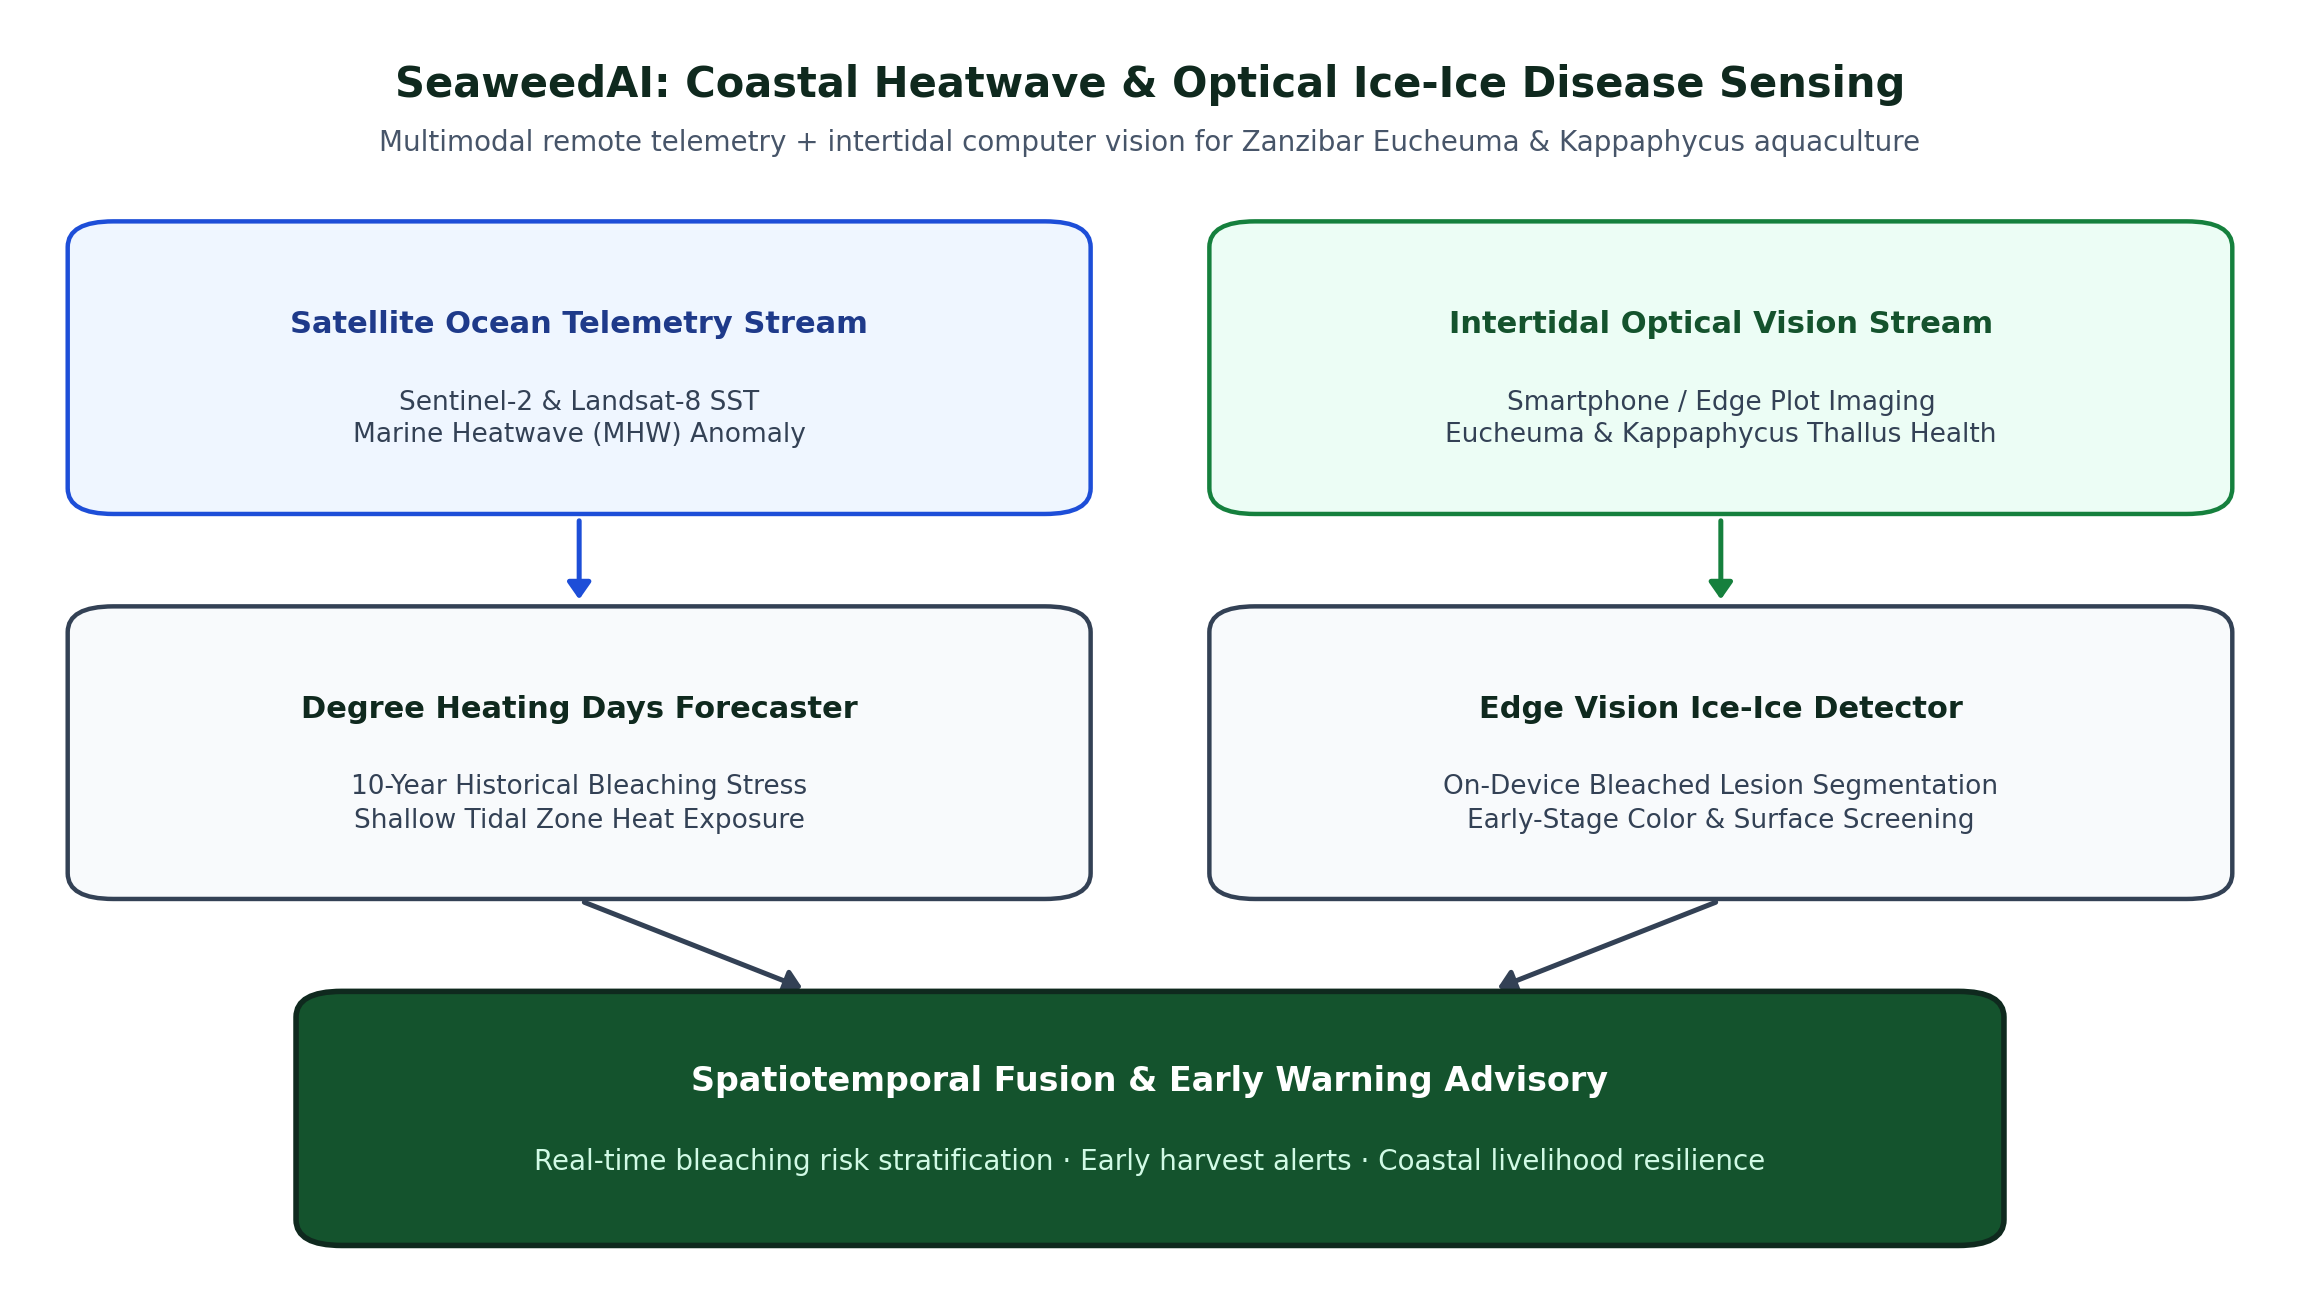 SeaweedAI: Coastal Heatwave & Optical Ice-Ice Disease Sensing
Multimodal remote telemetry + intertidal computer vision for Zanzibar Eucheuma & Kappaphycus aquaculture
Satellite Ocean Telemetry Stream
Sentinel-2 & Landsat-8 SST
Marine Heatwave (MHW) Anomaly
Intertidal Optical Vision Stream
Smartphone / Edge Plot Imaging
Eucheuma & Kappaphycus Thallus Health
Degree Heating Days Forecaster
10-Year Historical Bleaching Stress
Shallow Tidal Zone Heat Exposure
Edge Vision Ice-Ice Detector
On-Device Bleached Lesion Segmentation
Early-Stage Color & Surface Screening
Spatiotemporal Fusion & Early Warning Advisory
Real-time bleaching risk stratification · Early harvest alerts · Coastal livelihood resilience